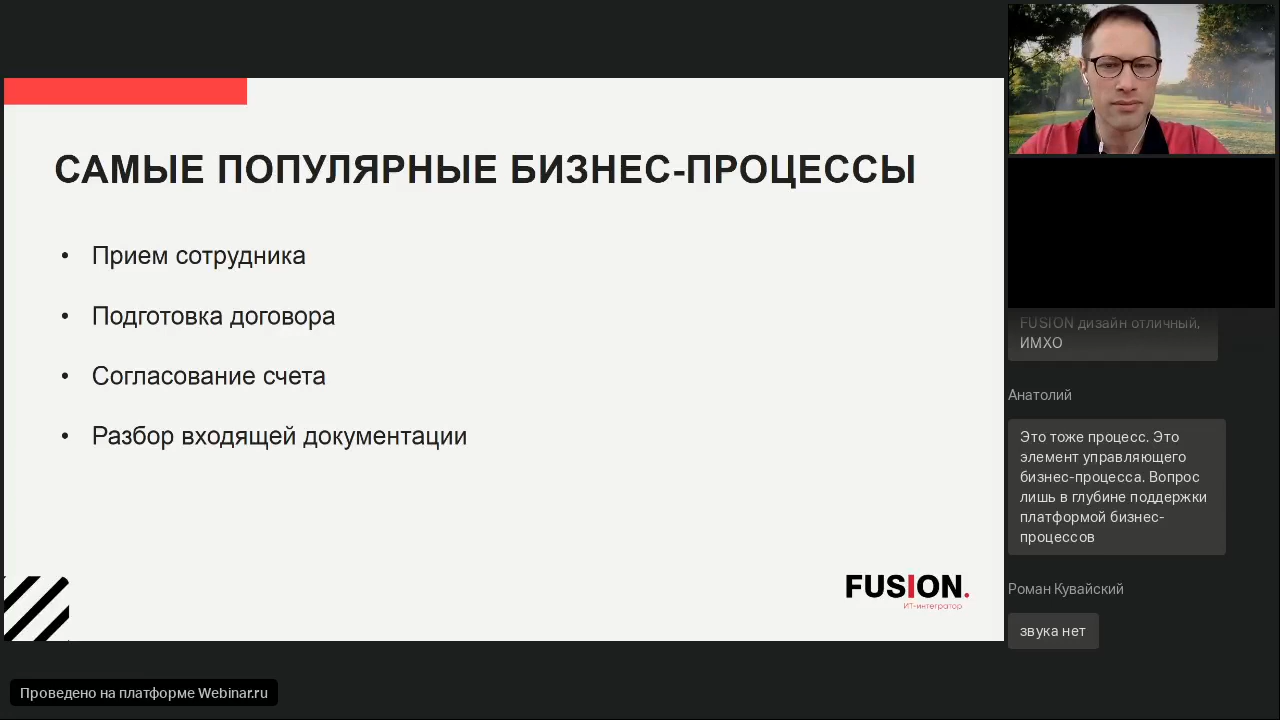 САМЫЕ ПОПУЛЯРНЫЕ БИЗНЕС-ПРОЦЕССЫ
• Прием сотрудника
• Подготовка договора
• Согласование счета
• Разбор входящей документации
FUSION.
ИТ-интегратор
Проведено на платформе Webinar.ru
FUSION дизайн отличный,
ИМХО
Анатолий
Это тоже процесс. Это
элемент управляющего
бизнес-процесса. Вопрос
лишь в глубине поддержки
платформой бизнес-
процессов
Роман Кувайский
звука нет